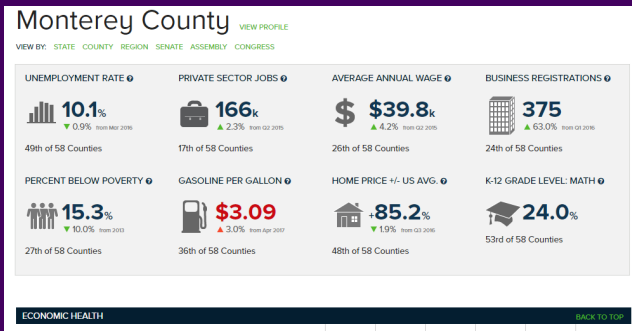 Monterey County VIEW PROFILE
VIEW BY: STATE COUNTY REGION SENATE ASSEMBLY CONGRESS
UNEMPLOYMENT RATE ?
10.1%
▼ 0.9% from Mar 2016
49th of 58 Counties
PRIVATE SECTOR JOBS ?
166k
▲ 2.3% from Q2 2015
17th of 58 Counties
AVERAGE ANNUAL WAGE ?
$ $39.8k
▲ 4.2% from Q2 2015
26th of 58 Counties
BUSINESS REGISTRATIONS ?
375
▲ 63.0% from Q1 2016
24th of 58 Counties
PERCENT BELOW POVERTY ?
15.3%
▼ 10.0% from 2013
27th of 58 Counties
GASOLINE PER GALLON ?
$3.09
▲ 3.0% from Apr 2017
36th of 58 Counties
HOME PRICE +/- US AVG. ?
+85.2%
▼ 1.9% from Q3 2016
48th of 58 Counties
K-12 GRADE LEVEL: MATH ?
24.0%
53rd of 58 Counties
ECONOMIC HEALTH BACK TO TOP